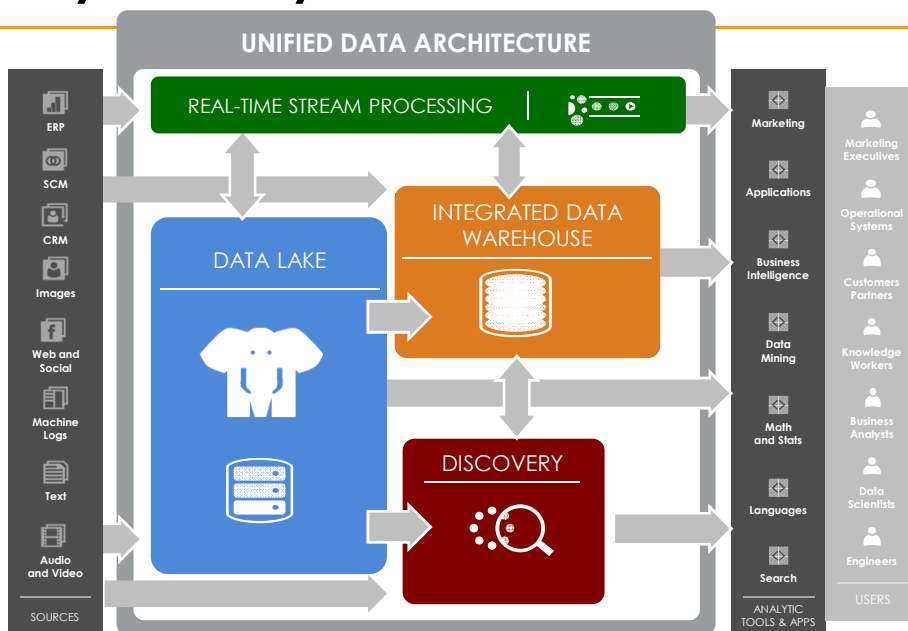 UNIFIED DATA ARCHITECTURE
REAL-TIME STREAM PROCESSING
ERP
SCM
CRM
Images
Web and
Social
Machine
Logs
Text
Audio
and Video
SOURCES
DATA LAKE
INTEGRATED DATA
WAREHOUSE
DISCOVERY
Marketing
Applications
Business
Intelligence
Data
Mining
Math
and Stats
Languages
Search
ANALYTIC
TOOLS & APPS
Marketing
Executives
Operational
Systems
Customers
Partners
Knowledge
Workers
Business
Analysts
Data
Scientists
Engineers
USERS